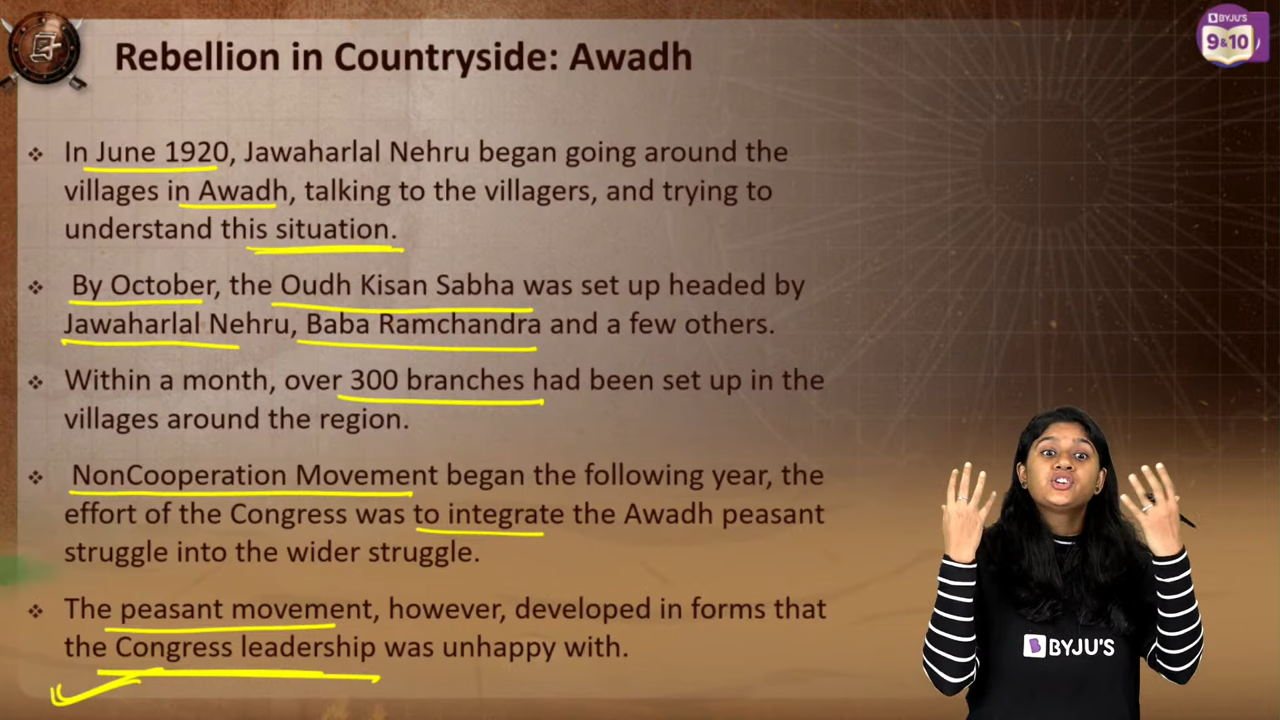 BYJU'S
9&10
Rebellion in Countryside: Awadh
❖ In June 1920, Jawaharlal Nehru began going around the
villages in Awadh, talking to the villagers, and trying to
understand this situation.
❖ By October, the Oudh Kisan Sabha was set up headed by
Jawaharlal Nehru, Baba Ramchandra and a few others.
❖ Within a month, over 300 branches had been set up in the
villages around the region.
❖ NonCooperation Movement began the following year, the
effort of the Congress was to integrate the Awadh peasant
struggle into the wider struggle.
❖ The peasant movement, however, developed in forms that
the Congress leadership was unhappy with.
BYJU'S